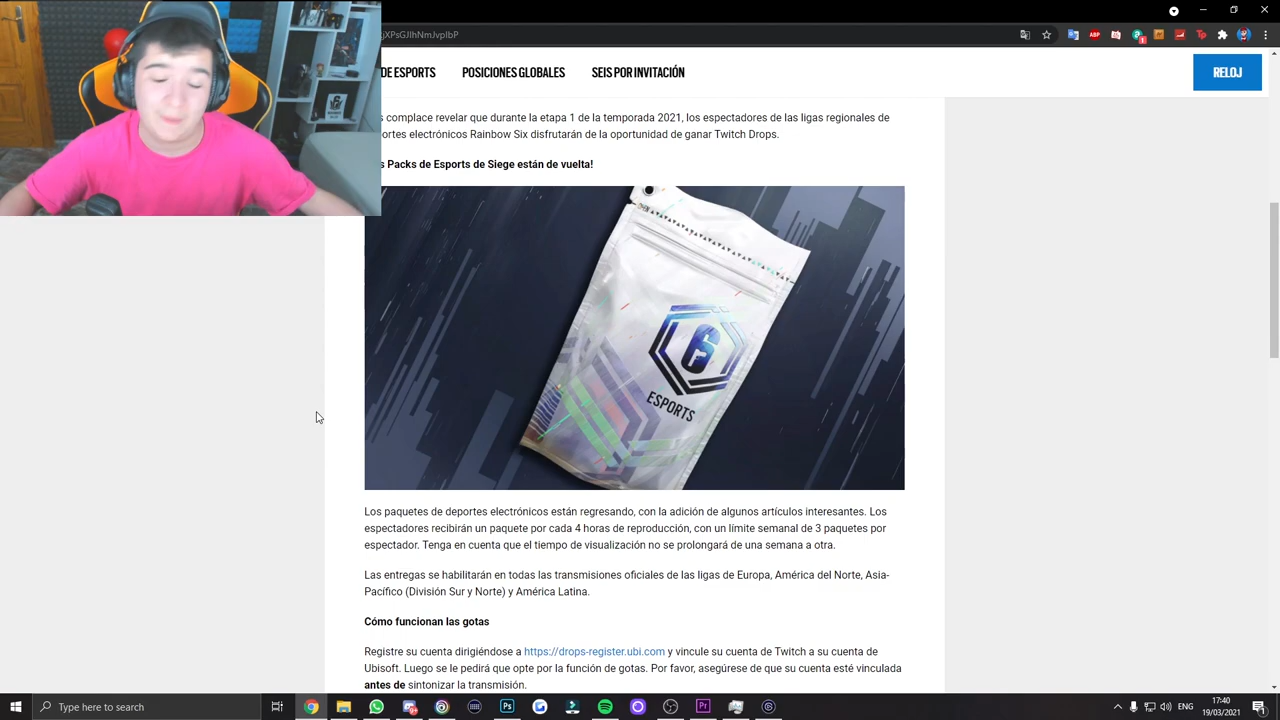 jXPsGJIhNmJvpIbP
DE ESPORTS
POSICIONES GLOBALES
SEIS POR INVITACIÓN
RELOJ
complace revelar que durante la etapa 1 de la temporada 2021, los espectadores de las ligas regionales de
Rainbow Six disfrutarán de la oportunidad de ganar Twitch Drops.
Packs de Esports de Siege están de vuelta!
6
ESPORTS
Los paquetes de deportes electrónicos están regresando, con la adición de algunos artículos interesantes. Los
espectadores recibirán un paquete por cada 4 horas de reproducción, con un límite semanal de 3 paquetes por
espectador. Tenga en cuenta que el tiempo de visualización no se prolongará de una semana a otra.
Las entregas se habilitarán en todas las transmisiones oficiales de las ligas de Europa, América del Norte, Asia-
Pacífico (División Sur y Norte) y América Latina.
Cómo funcionan las gotas
Registre su cuenta dirigiéndose a https://drops-register.ubi.com y vincule su cuenta de Twitch a su cuenta de
Ubisoft. Luego se le pedirá que opte por la función de gotas. Por favor, asegúrese de que su cuenta esté vinculada
antes de sintonizar la transmisión.
Type here to search
Ps
Pr
ENG
17:40
19/03/2021